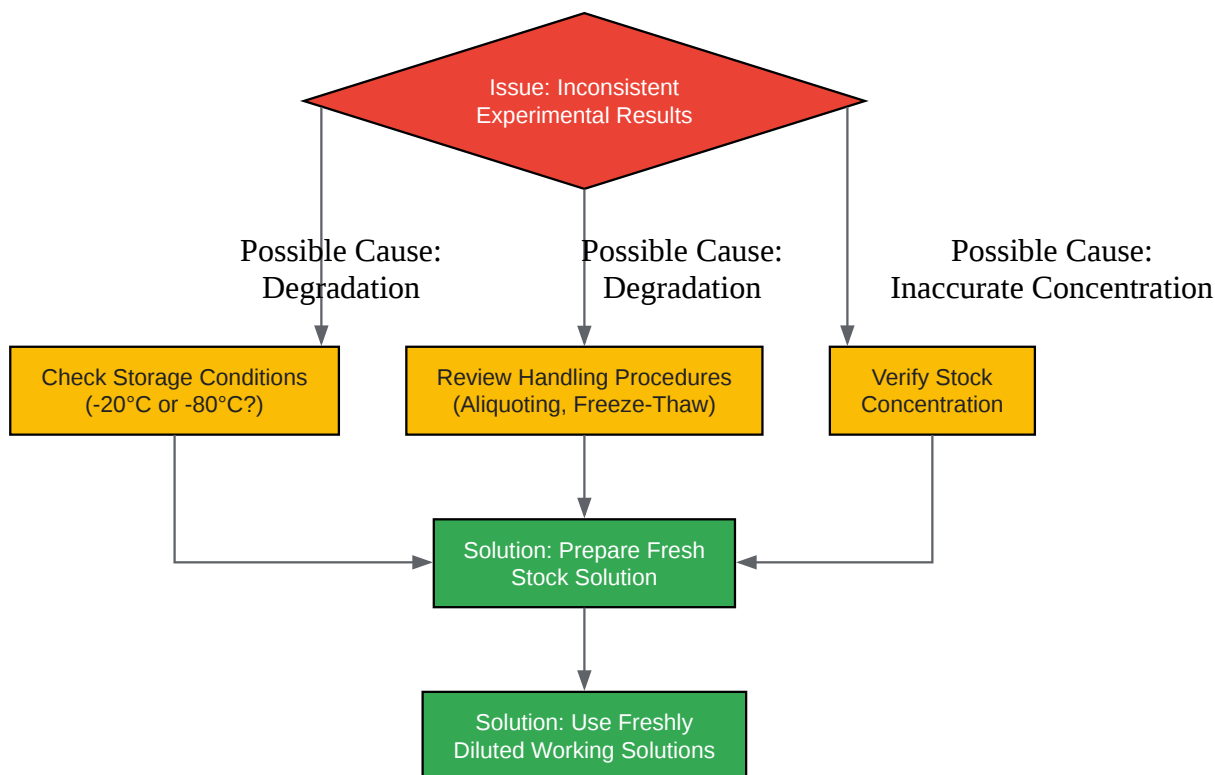 Issue: Inconsistent
Experimental Results
Possible Cause:
Degradation
Possible Cause:
Degradation
Possible Cause:
Inaccurate Concentration
Check Storage Conditions
(-20°C or -80°C?)
Review Handling Procedures
(Aliquoting, Freeze-Thaw)
Verify Stock
Concentration
Solution: Prepare Fresh
Stock Solution
Solution: Use Freshly
Diluted Working Solutions